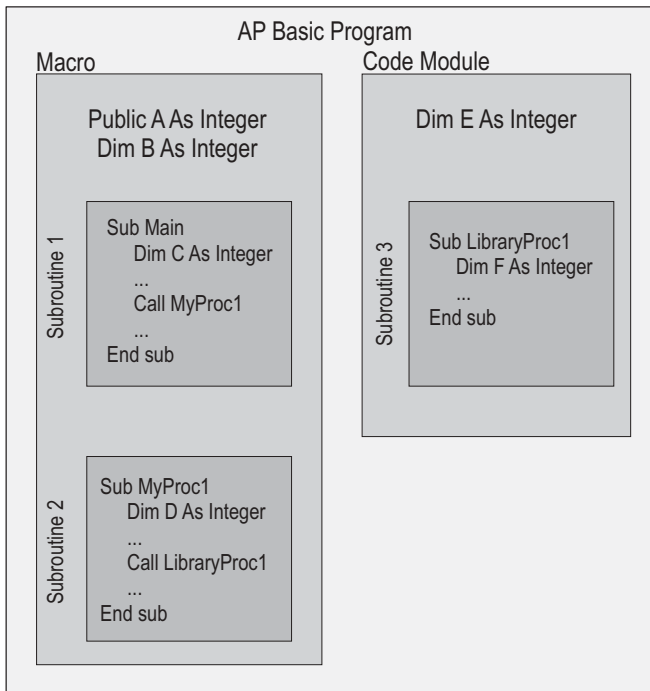 AP Basic Program
Macro
Public A As Integer
Dim B As Integer
Subroutine 1
Sub Main
Dim C As Integer
...
Call MyProc1
...
End sub
Subroutine 2
Sub MyProc1
Dim D As Integer
...
Call LibraryProc1
...
End sub
Code Module
Dim E As Integer
Subroutine 3
Sub LibraryProc1
Dim F As Integer
...
End sub